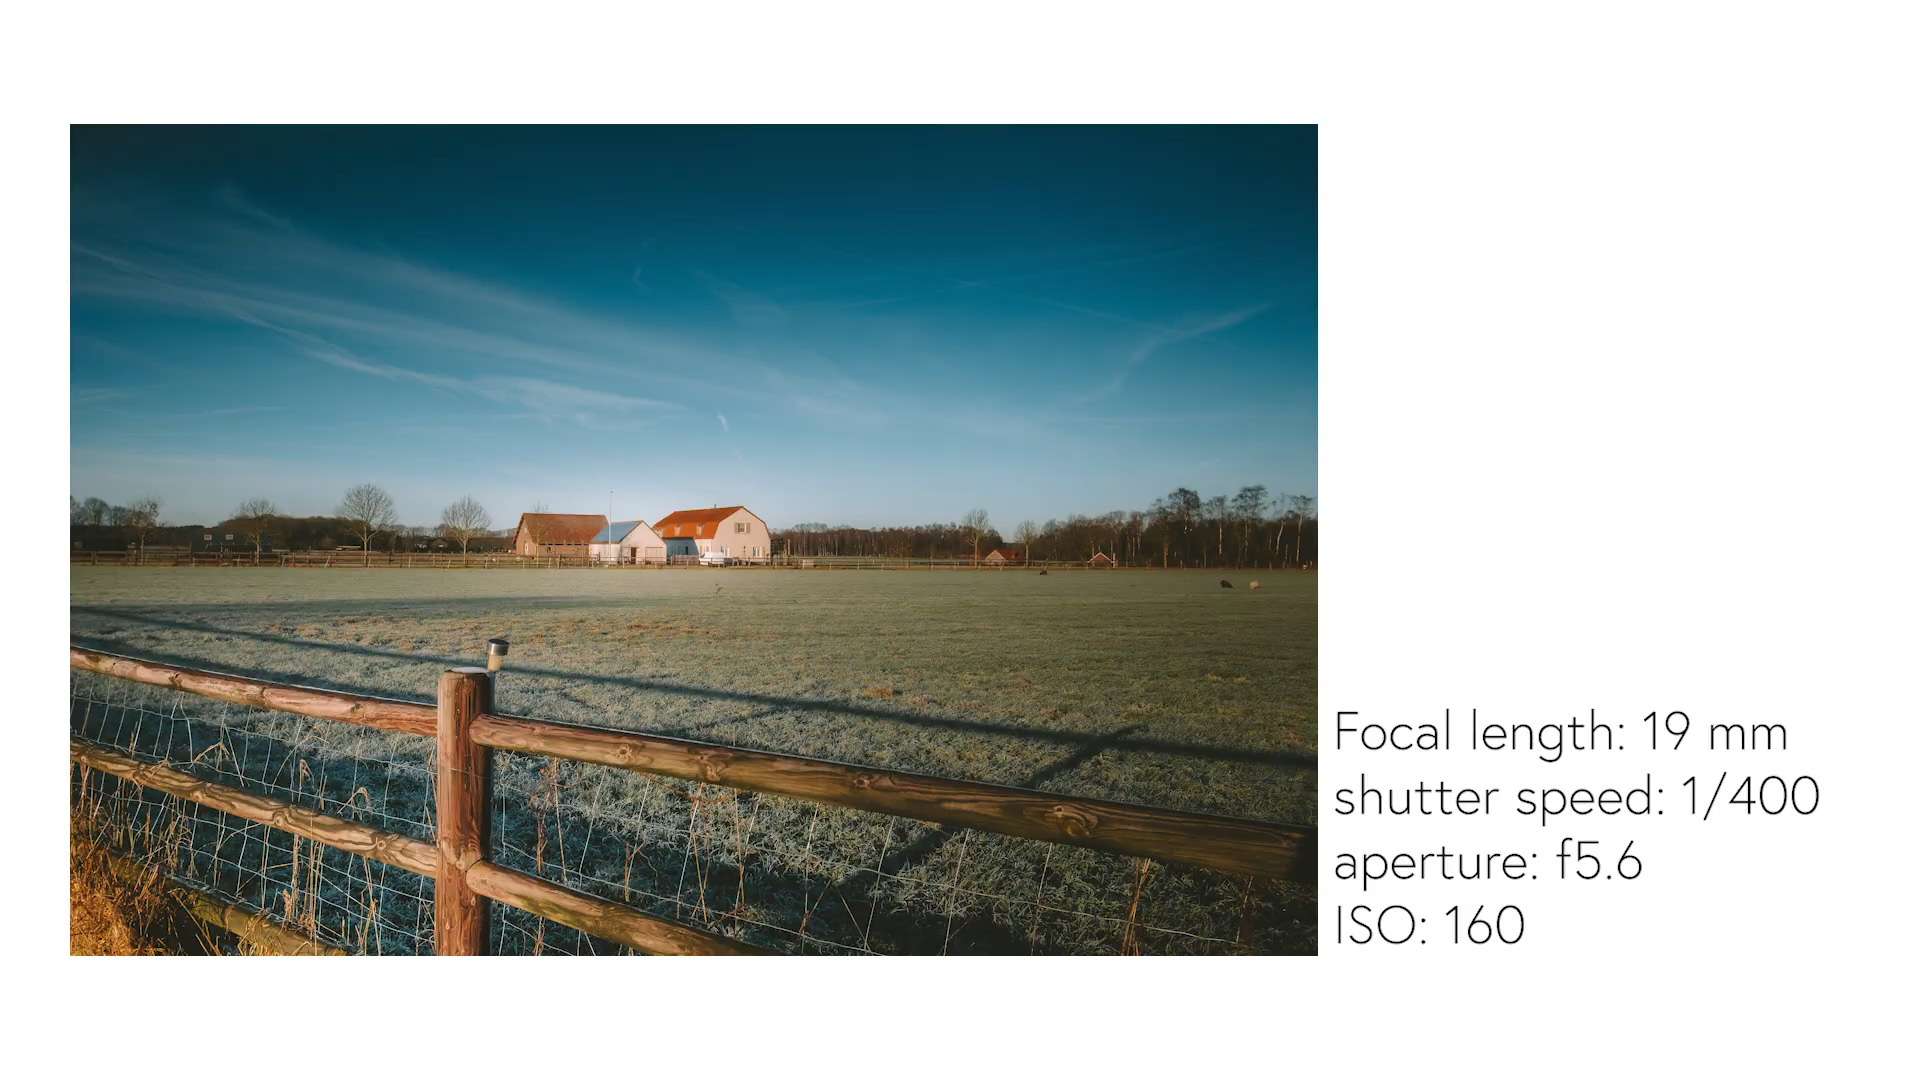 Focal length: 19 mm
shutter speed: 1/400
aperture: f5.6
ISO: 160